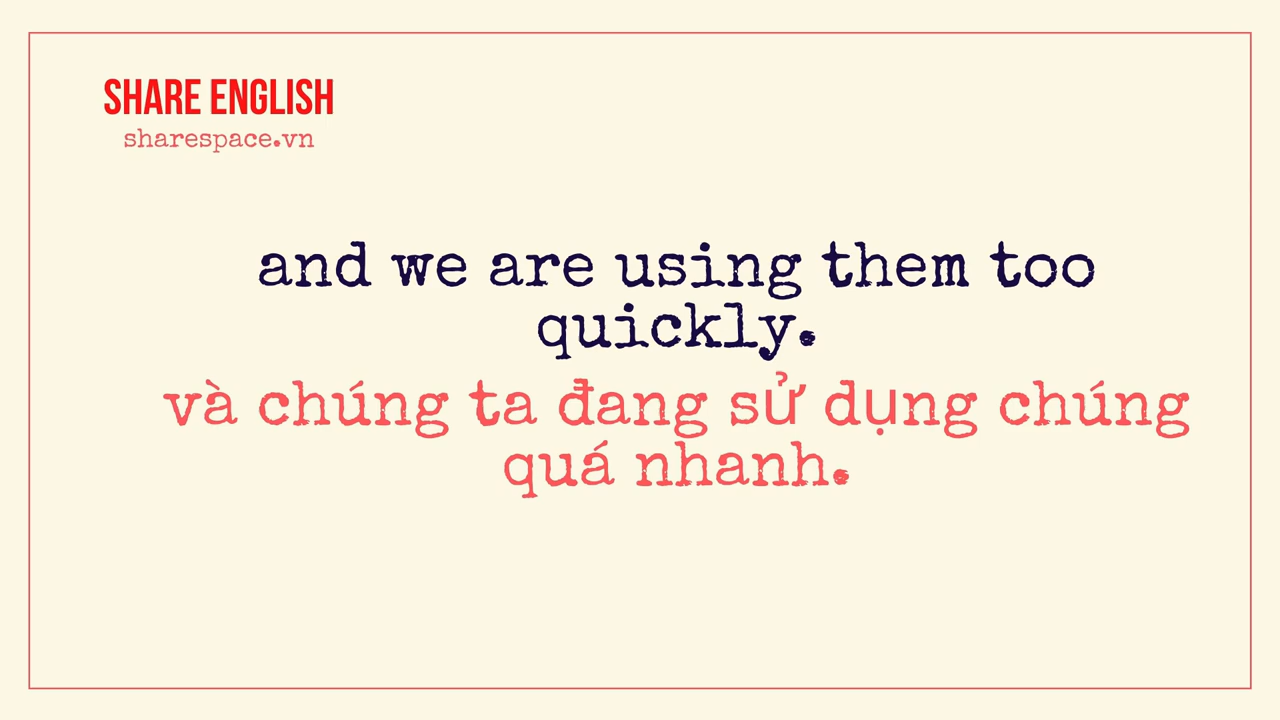 SHARE ENGLISH
sharespace.vn
and we are using them too
quickly.
và chúng ta đang sử dụng chúng
quá nhanh.